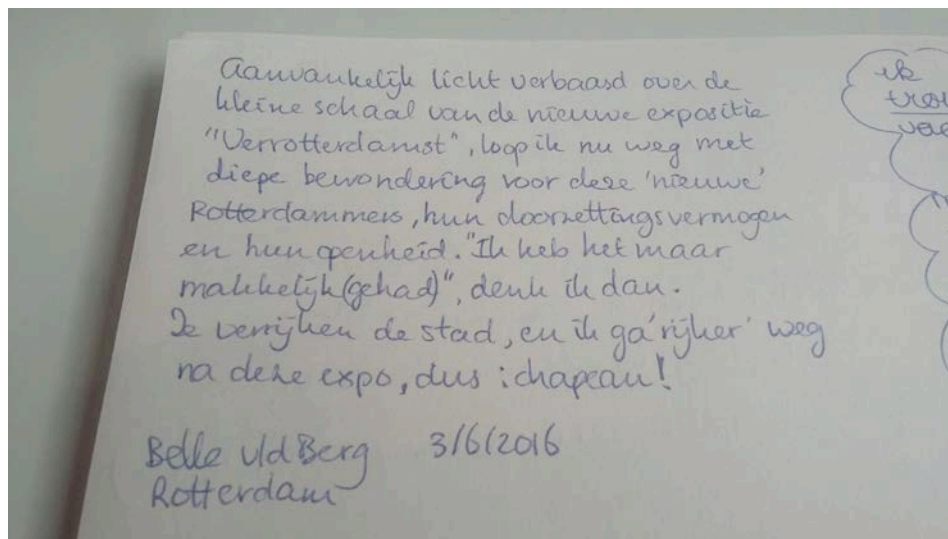 Aanvankelijk licht verbaasd over de
kleine schaal van de nieuwe expositie
"Verrotterdamst", loop ik nu weg met
diepe bewondering voor deze 'nieuwe'
Rotterdammers, hun doorzettingsvermogen
en hun openheid. "Ik heb het maar
makkelijk (gehad)", denk ik dan.
Ze verrijken de stad, en ik ga 'rijker' weg
na deze expo, dus : chapeau!
Belle v/d Berg 3/6/2016
Rotterdam
ik